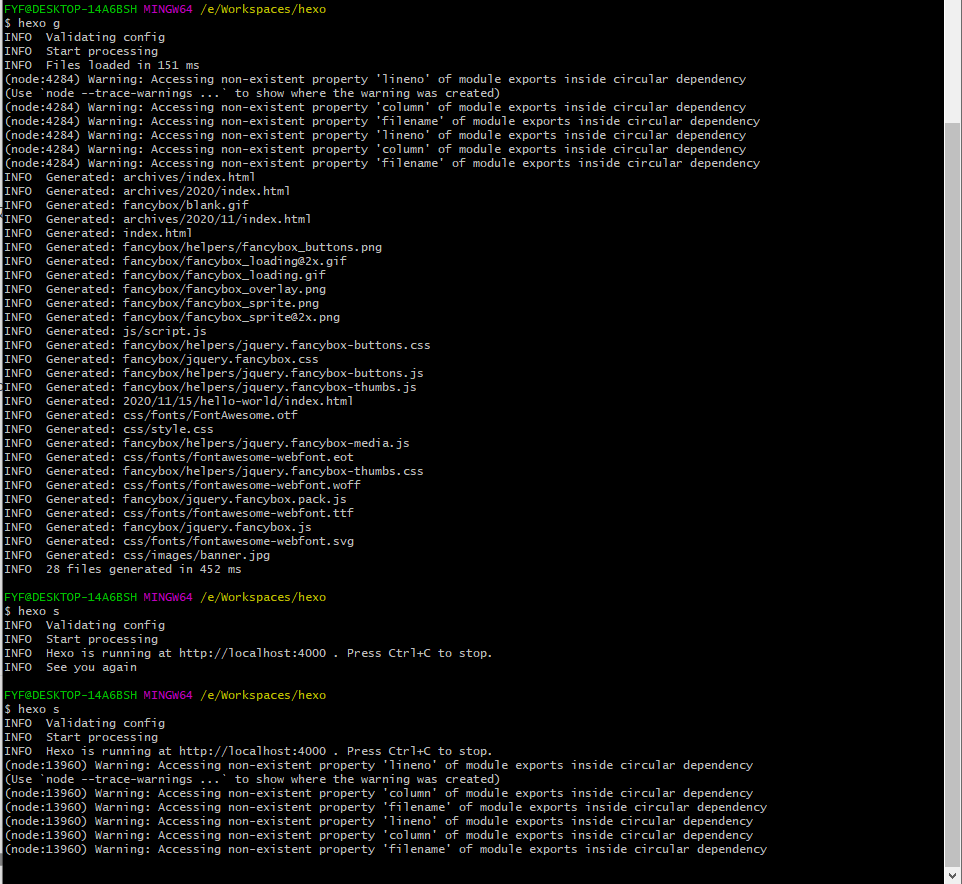 FYF@DESKTOP-14A6BSH MINGW64 /e/Workspaces/hexo
$ hexo g
INFO  Validating config
INFO  Start processing
INFO  Files loaded in 151 ms
(node:4284) Warning: Accessing non-existent property 'lineno' of module exports inside circular dependency
(Use `node --trace-warnings ...` to show where the warning was created)
(node:4284) Warning: Accessing non-existent property 'column' of module exports inside circular dependency
(node:4284) Warning: Accessing non-existent property 'filename' of module exports inside circular dependency
(node:4284) Warning: Accessing non-existent property 'lineno' of module exports inside circular dependency
(node:4284) Warning: Accessing non-existent property 'column' of module exports inside circular dependency
(node:4284) Warning: Accessing non-existent property 'filename' of module exports inside circular dependency
INFO  Generated: archives/index.html
INFO  Generated: archives/2020/index.html
INFO  Generated: fancybox/blank.gif
INFO  Generated: archives/2020/11/index.html
INFO  Generated: index.html
INFO  Generated: fancybox/helpers/fancybox_buttons.png
INFO  Generated: fancybox/fancybox_loading@2x.gif
INFO  Generated: fancybox/fancybox_loading.gif
INFO  Generated: fancybox/fancybox_overlay.png
INFO  Generated: fancybox/fancybox_sprite.png
INFO  Generated: fancybox/fancybox_sprite@2x.png
INFO  Generated: js/script.js
INFO  Generated: fancybox/helpers/jquery.fancybox-buttons.css
INFO  Generated: fancybox/jquery.fancybox.css
INFO  Generated: fancybox/helpers/jquery.fancybox-buttons.js
INFO  Generated: fancybox/helpers/jquery.fancybox-thumbs.js
INFO  Generated: 2020/11/15/hello-world/index.html
INFO  Generated: css/fonts/FontAwesome.otf
INFO  Generated: css/style.css
INFO  Generated: fancybox/helpers/jquery.fancybox-media.js
INFO  Generated: css/fonts/fontawesome-webfont.eot
INFO  Generated: fancybox/helpers/jquery.fancybox-thumbs.css
INFO  Generated: css/fonts/fontawesome-webfont.woff
INFO  Generated: fancybox/jquery.fancybox.pack.js
INFO  Generated: css/fonts/fontawesome-webfont.ttf
INFO  Generated: fancybox/jquery.fancybox.js
INFO  Generated: css/fonts/fontawesome-webfont.svg
INFO  Generated: css/images/banner.jpg
INFO  28 files generated in 452 ms
FYF@DESKTOP-14A6BSH MINGW64 /e/Workspaces/hexo
$ hexo s
INFO  Validating config
INFO  Start processing
INFO  Hexo is running at http://localhost:4000 . Press Ctrl+C to stop.
INFO  See you again
FYF@DESKTOP-14A6BSH MINGW64 /e/Workspaces/hexo
$ hexo s
INFO  Validating config
INFO  Start processing
INFO  Hexo is running at http://localhost:4000 . Press Ctrl+C to stop.
(node:13960) Warning: Accessing non-existent property 'lineno' of module exports inside circular dependency
(Use `node --trace-warnings ...` to show where the warning was created)
(node:13960) Warning: Accessing non-existent property 'column' of module exports inside circular dependency
(node:13960) Warning: Accessing non-existent property 'filename' of module exports inside circular dependency
(node:13960) Warning: Accessing non-existent property 'lineno' of module exports inside circular dependency
(node:13960) Warning: Accessing non-existent property 'column' of module exports inside circular dependency
(node:13960) Warning: Accessing non-existent property 'filename' of module exports inside circular dependency